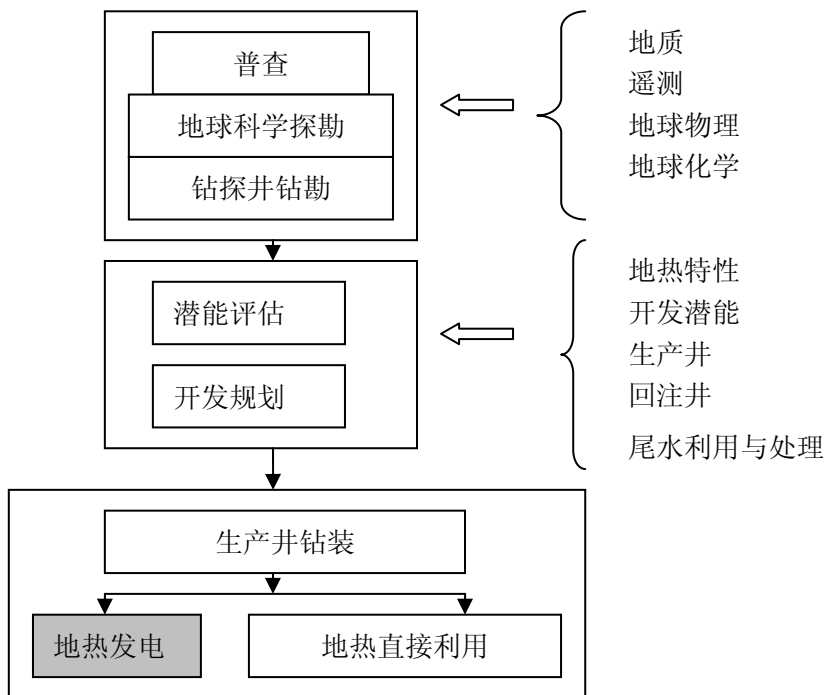 普查
地球科学探勘
钻探井钻勘
地质
遥测
地球物理
地球化学
潜能评估
开发规划
地热特性
开发潜能
生产井
回注井
尾水利用与处理
生产井钻装
地热发电
地热直接利用